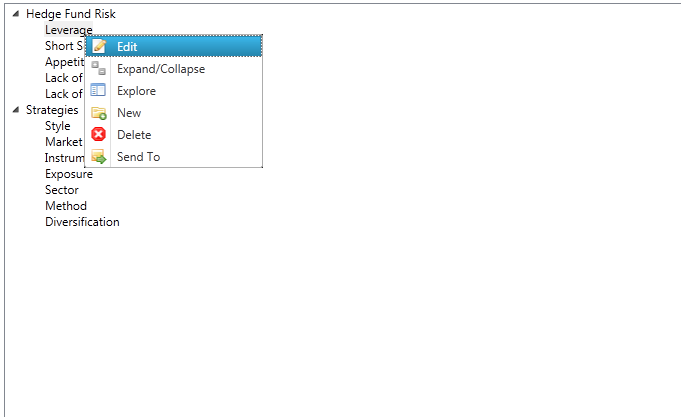 Hedge Fund Risk
Leverage
Short S
Appetit
Lack of
Lack of
Edit
Expand/Collapse
Explore
New
Delete
Send To
Strategies
Style
Market
Instrum
Exposure
Sector
Method
Diversification